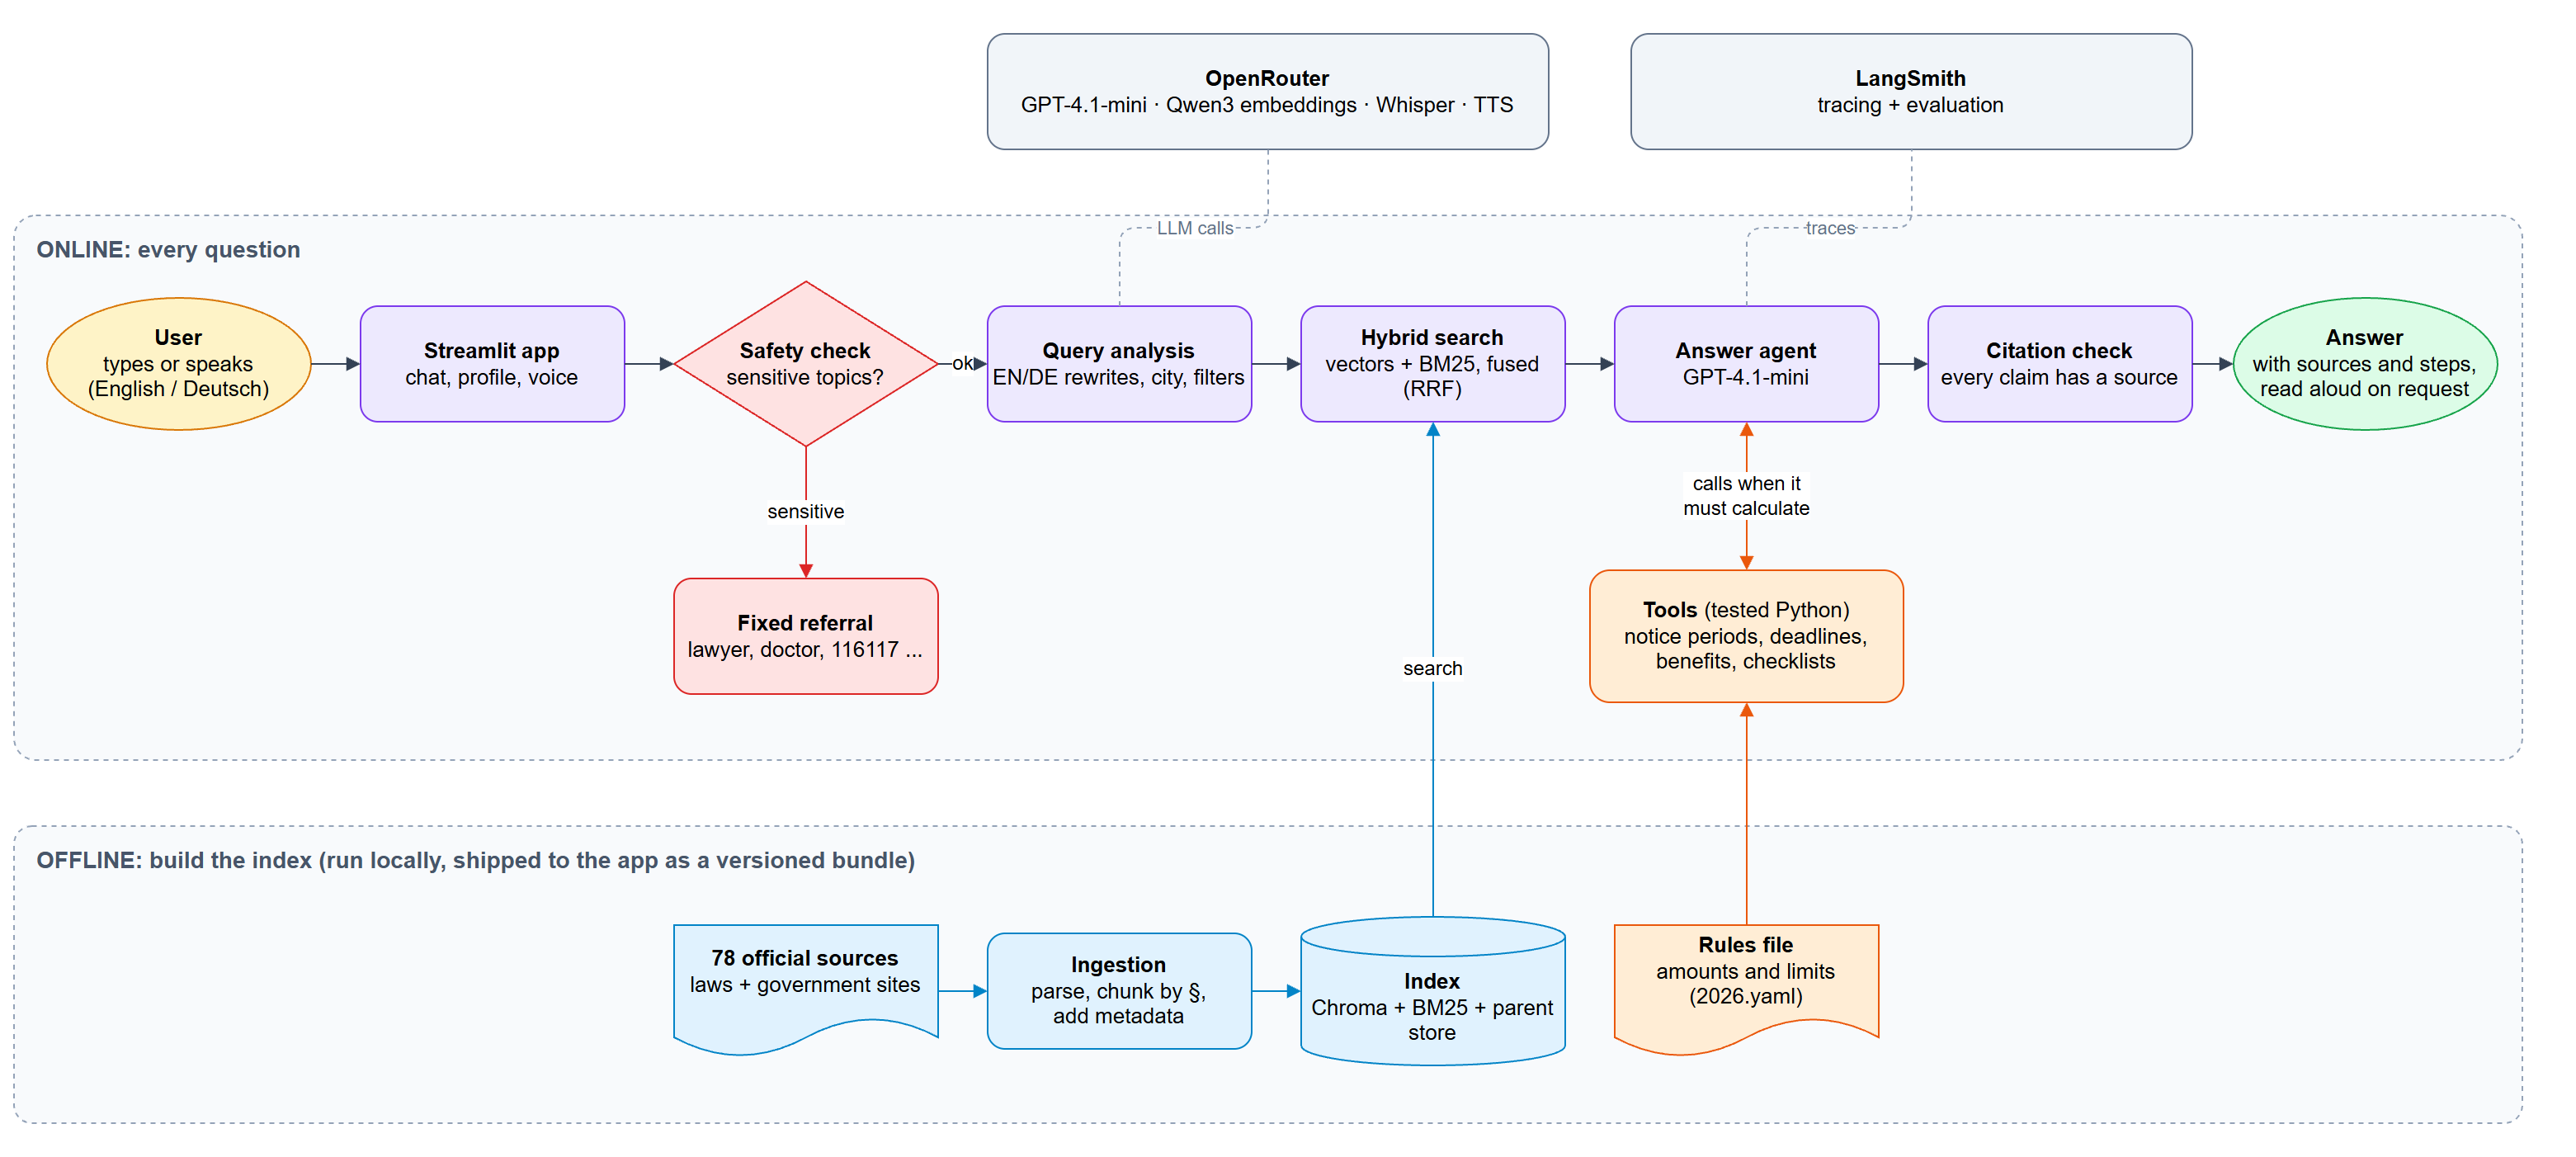 OpenRouter
GPT-4.1-mini · Qwen3 embeddings · Whisper · TTS
LangSmith
tracing + evaluation
LLM calls
traces
ONLINE: every question
User
types or speaks
(English / Deutsch)
Streamlit app
chat, profile, voice
Safety check
sensitive topics?
ok
Query analysis
EN/DE rewrites, city, filters
Hybrid search
vectors + BM25, fused
(RRF)
Answer agent
GPT-4.1-mini
Citation check
every claim has a source
Answer
with sources and steps,
read aloud on request
sensitive
calls when it
must calculate
Fixed referral
lawyer, doctor, 116117 ...
search
Tools (tested Python)
notice periods, deadlines,
benefits, checklists
OFFLINE: build the index (run locally, shipped to the app as a versioned bundle)
78 official sources
laws + government sites
Ingestion
parse, chunk by §,
add metadata
Index
Chroma + BM25 + parent
store
Rules file
amounts and limits
(2026.yaml)